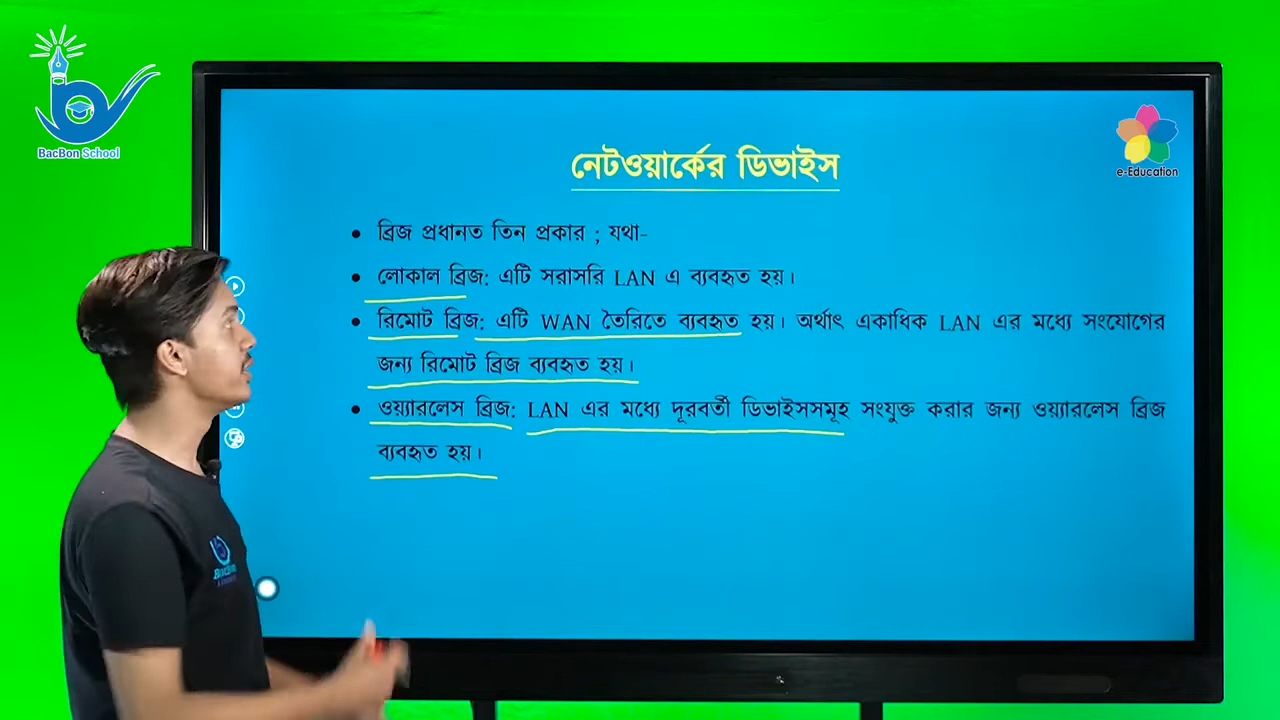 BacBon School
e-Education
নেটওয়ার্কের ডিভাইস
• ব্রিজ প্রধানত তিন প্রকার ; যথা-
• লোকাল ব্রিজ: এটি সরাসরি LAN এ ব্যবহৃত হয়।
• রিমোট ব্রিজ: এটি WAN তৈরিতে ব্যবহৃত হয়। অর্থাৎ একাধিক LAN এর মধ্যে সংযোগের
জন্য রিমোট ব্রিজ ব্যবহৃত হয়।
• ওয়্যারলেস ব্রিজ: LAN এর মধ্যে দূরবর্তী ডিভাইসসমূহ সংযুক্ত করার জন্য ওয়্যারলেস ব্রিজ
ব্যবহৃত হয়।
BacBon